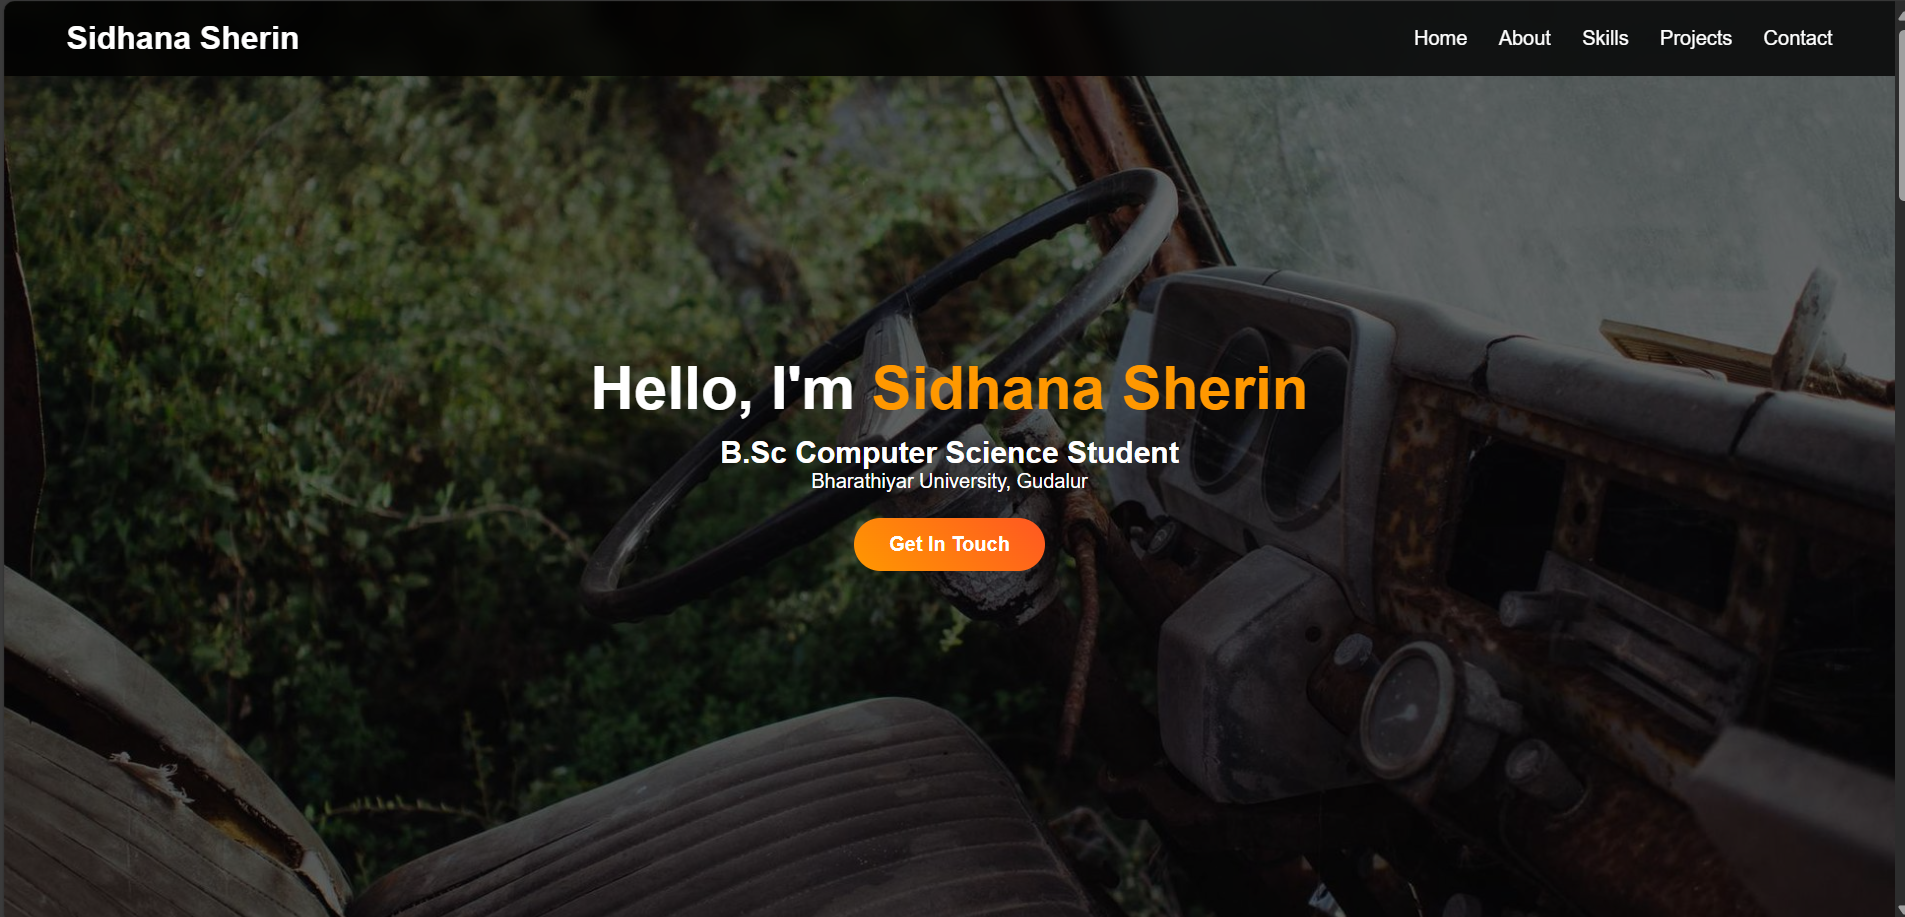 Sidhana Sherin
Home About Skills Projects Contact
Hello, I'm Sidhana Sherin
B.Sc Computer Science Student
Bharathiyar University, Gudalur
Get In Touch